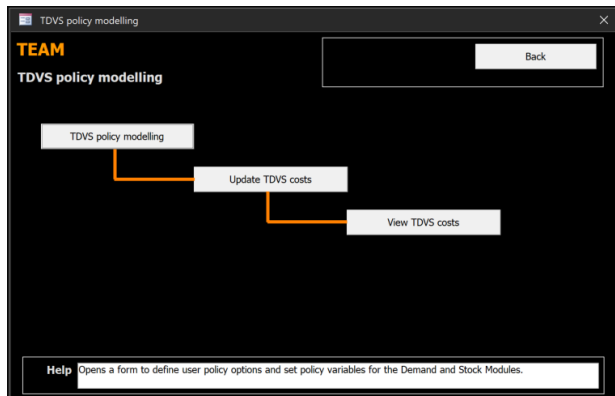 TDVS policy modelling
TEAM
Back
TDVS policy modelling
TDVS policy modelling
Update TDVS costs
View TDVS costs
Help Opens a form to define user policy options and set policy variables for the Demand and Stock Modules.